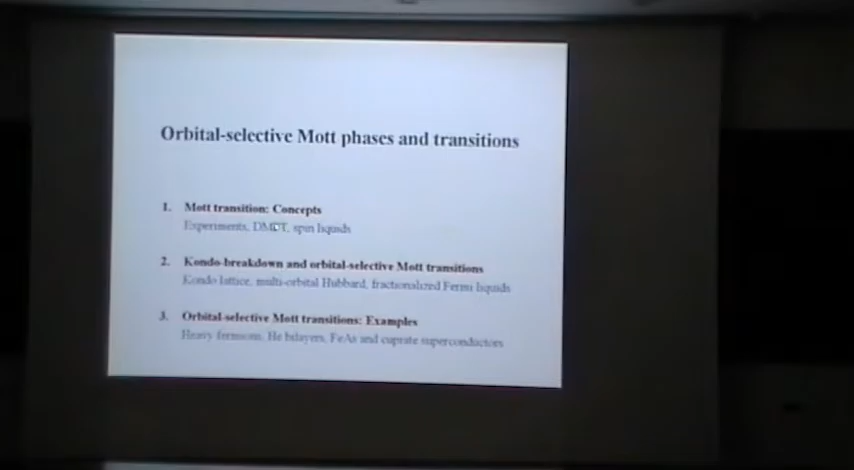 Orbital-selective Mott phases and transitions
1. Mott transition: Concepts
Experiments, DMFT, spin liquids
2. Kondo-breakdown and orbital-selective Mott transitions
Kondo lattice, multi-orbital Hubbard, fractionalized Fermi liquids
3. Orbital-selective Mott transitions: Examples
Heavy fermions, He bilayers, FeAs and cuprate superconductors